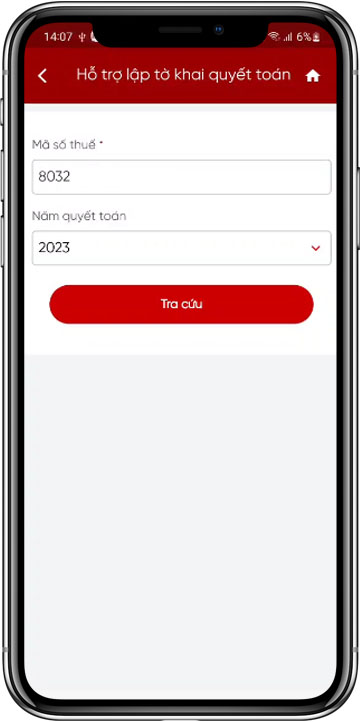 14:07 6%
Hỗ trợ lập tờ khai quyết toán
Mã số thuế *
8032
Năm quyết toán
2023
Tra cứu